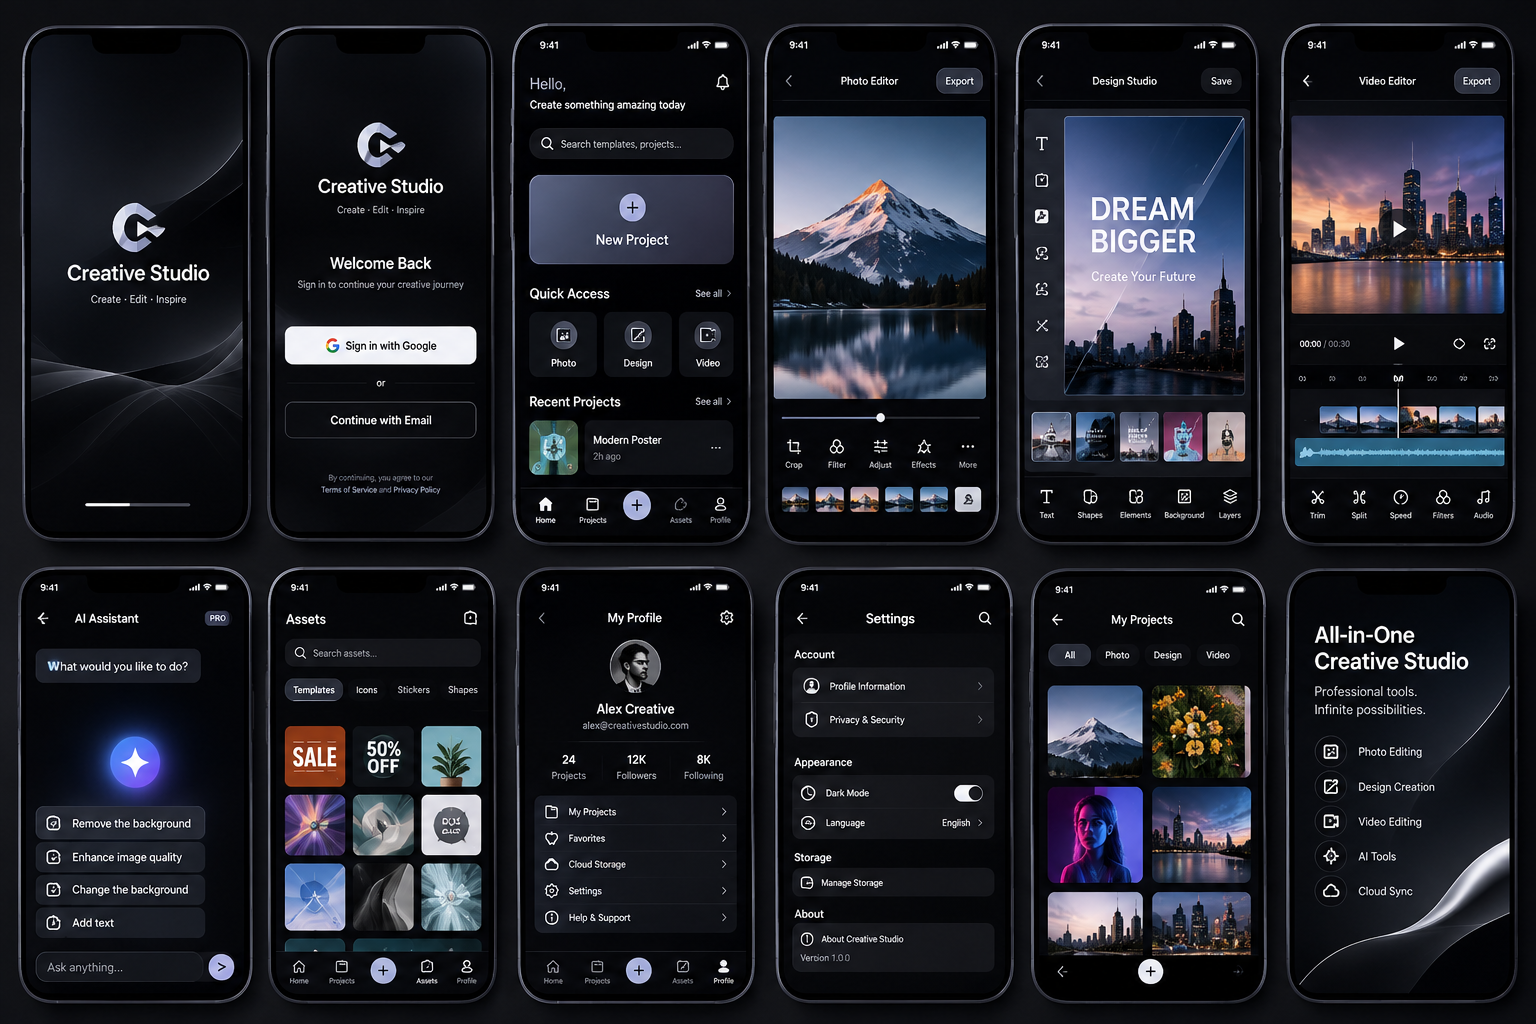 Creative Studio
Create · Edit · Inspire
Creative Studio
Create · Edit · Inspire
Welcome Back
Sign in to continue your creative journey
Sign in with Google
or
Continue with Email
By continuing, you agree to our
Terms of Service and Privacy Policy
9:41
Hello,
Create something amazing today
Search templates, projects...
New Project
Quick Access
See all
Photo
Design
Video
Recent Projects
See all
Modern Poster
2h ago
Home
Projects
Assets
Profile
9:41
Photo Editor
Export
Crop
Filter
Adjust
Effects
More
9:41
Design Studio
Save
DREAM
BIGGER
Create Your Future
Text
Shapes
Elements
Background
Layers
9:41
Video Editor
Export
00:00 / 00:30
Trim
Split
Speed
Filters
Audio
9:41
AI Assistant
PRO
What would you like to do?
Remove the background
Enhance image quality
Change the background
Add text
Ask anything...
9:41
Assets
Search assets...
Templates
Icons
Stickers
Shapes
SALE
50%
OFF
Home
Projects
Assets
Profile
9:41
My Profile
Alex Creative
alex@creativestudio.com
24
12K
8K
Projects
Followers
Following
My Projects
Favorites
Cloud Storage
Settings
Help & Support
Home
Projects
Assets
Profile
9:41
Settings
Account
Profile Information
Privacy & Security
Appearance
Dark Mode
Language
English
Storage
Manage Storage
About
About Creative Studio
Version 1.0.0
9:41
My Projects
All
Photo
Design
Video
All-in-One
Creative Studio
Professional tools.
Infinite possibilities.
Photo Editing
Design Creation
Video Editing
AI Tools
Cloud Sync